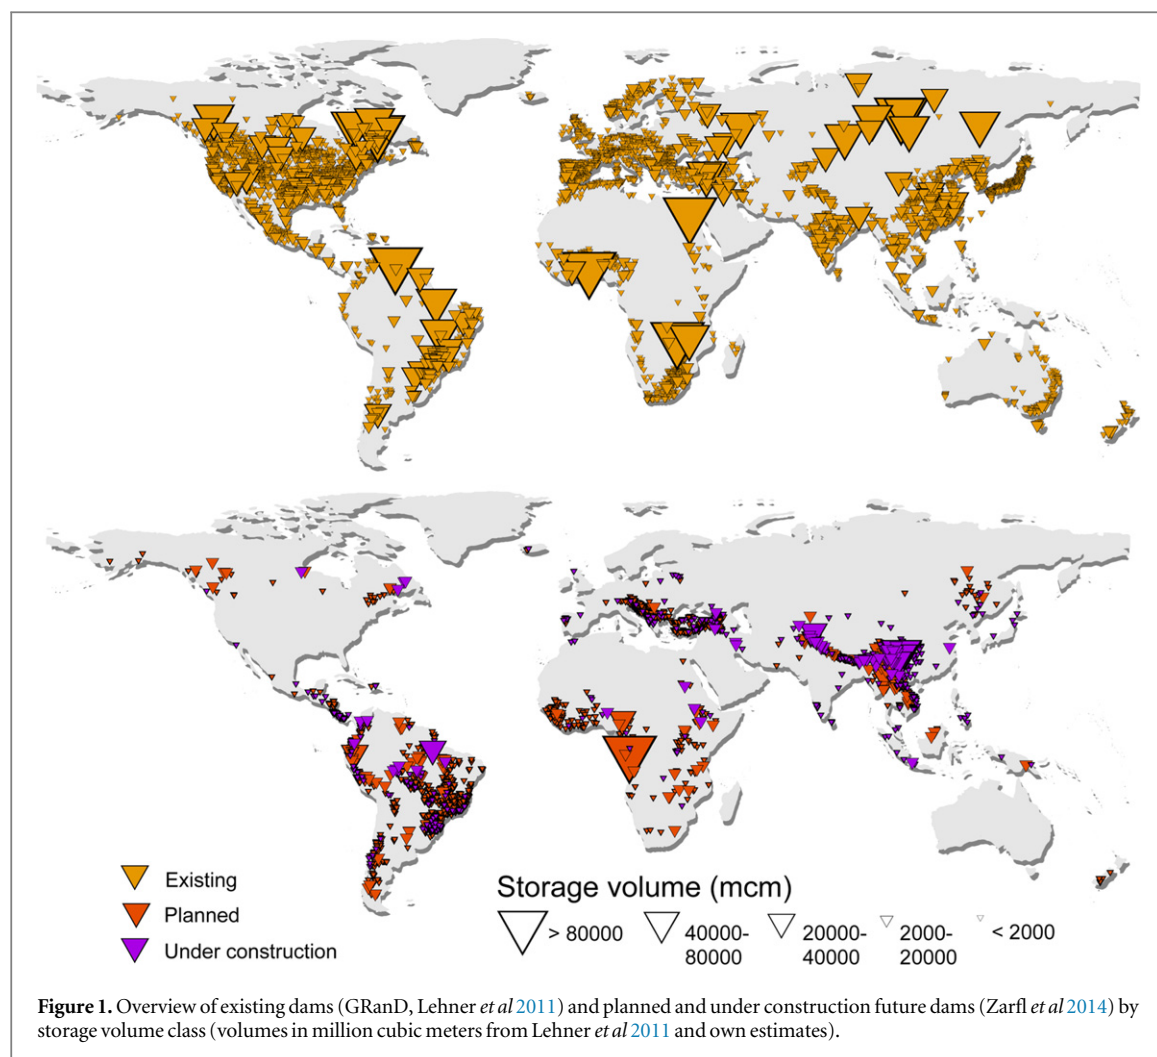 Existing
Planned
Under construction
Storage volume (mcm)
> 80000
40000-
80000
20000-
40000
2000-
20000
< 2000
Figure 1. Overview of existing dams (GRanD, Lehner et al 2011) and planned and under construction future dams (Zarfl et al 2014) by
storage volume class (volumes in million cubic meters from Lehner et al 2011 and own estimates).